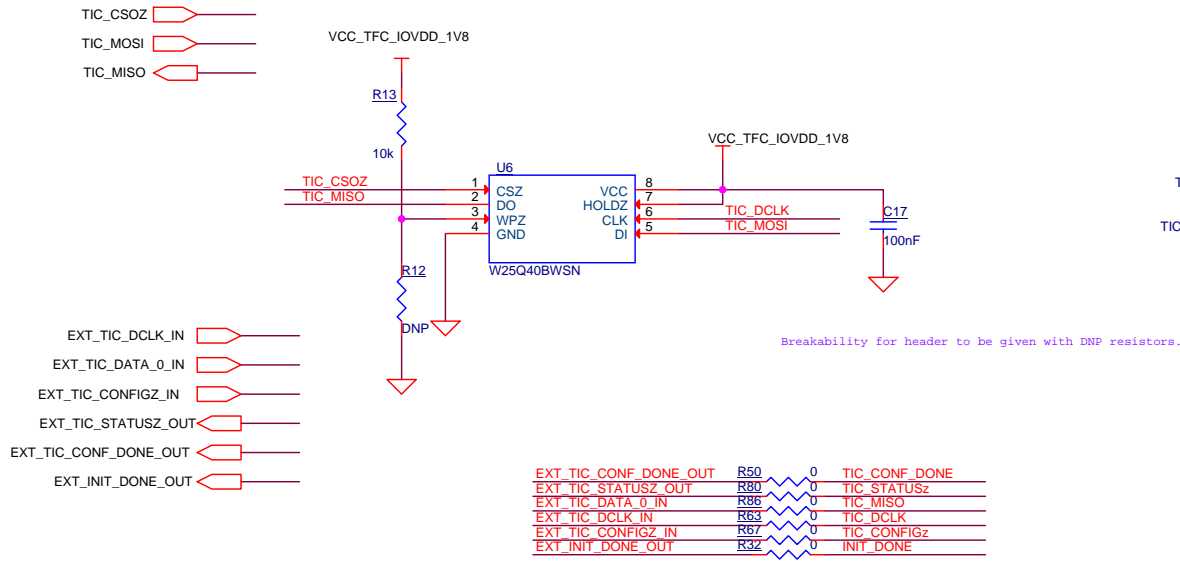 TIC_CSOZ
TIC_MOSI
TIC_MISO
VCC_TFC_IOVDD_1V8
R13
10k
VCC_TFC_IOVDD_1V8
U6
TIC_CSOZ 1 CSZ VCC 8
TIC_MISO 2 DO HOLDZ 7
3 WPZ CLK 6 TIC_DCLK
4 GND DI 5 TIC_MOSI
W25Q40BWSN
C17
100nF
T
TIC
R12
DNP
Breakability for header to be given with DNP resistors.
EXT_TIC_DCLK_IN
EXT_TIC_DATA_0_IN
EXT_TIC_CONFIGZ_IN
EXT_TIC_STATUSZ_OUT
EXT_TIC_CONF_DONE_OUT
EXT_INIT_DONE_OUT
EXT_TIC_CONF_DONE_OUT R50 0 TIC_CONF_DONE
EXT_TIC_STATUSZ_OUT R80 0 TIC_STATUSz
EXT_TIC_DATA_0_IN R86 0 TIC_MISO
EXT_TIC_DCLK_IN R63 0 TIC_DCLK
EXT_TIC_CONFIGZ_IN R67 0 TIC_CONFIGz
EXT_INIT_DONE_OUT R32 0 INIT_DONE